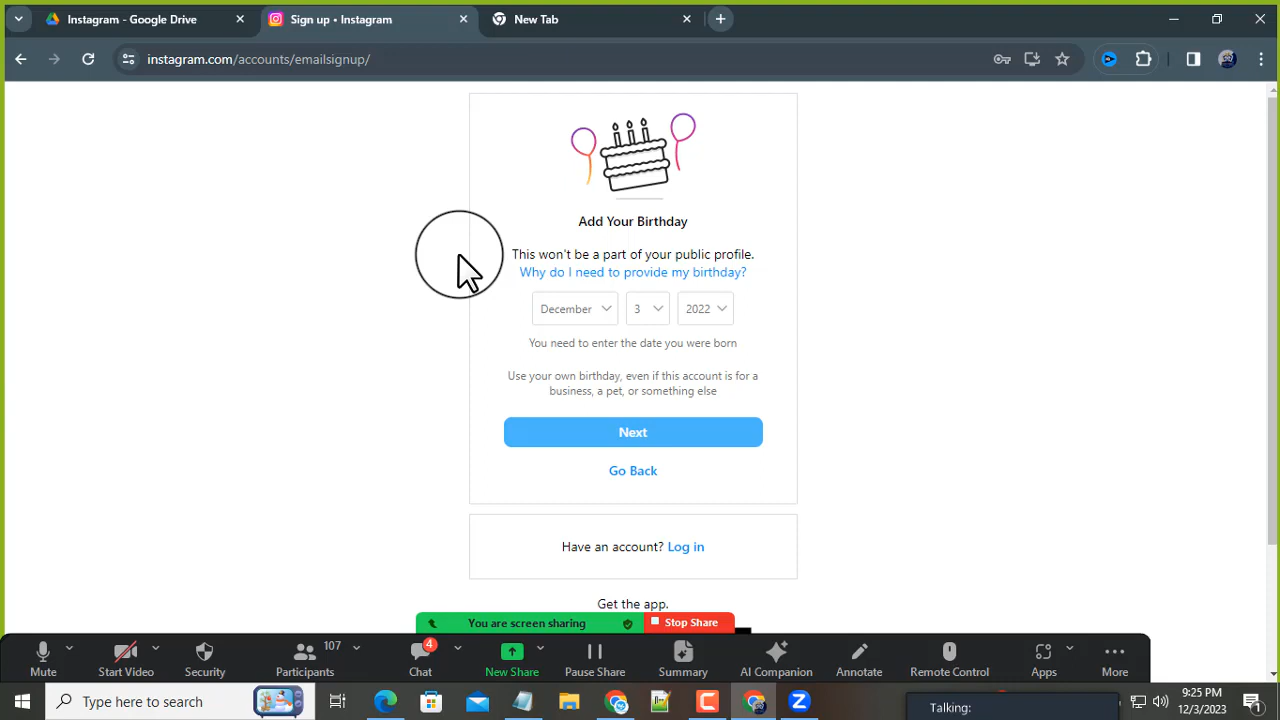 Instagram - Google Drive
Sign up • Instagram
New Tab
instagram.com/accounts/emailsignup/
Add Your Birthday
This won't be a part of your public profile.
Why do I need to provide my birthday?
December 3 2022
You need to enter the date you were born
Use your own birthday, even if this account is for a
business, a pet, or something else
Next
Go Back
Have an account? Log in
Get the app.
You are screen sharing
Stop Share
107
4
Mute
Start Video
Security
Participants
Chat
New Share
Pause Share
Summary
AI Companion
Annotate
Remote Control
Apps
More
Type here to search
Talking:
9:25 PM
12/3/2023
1